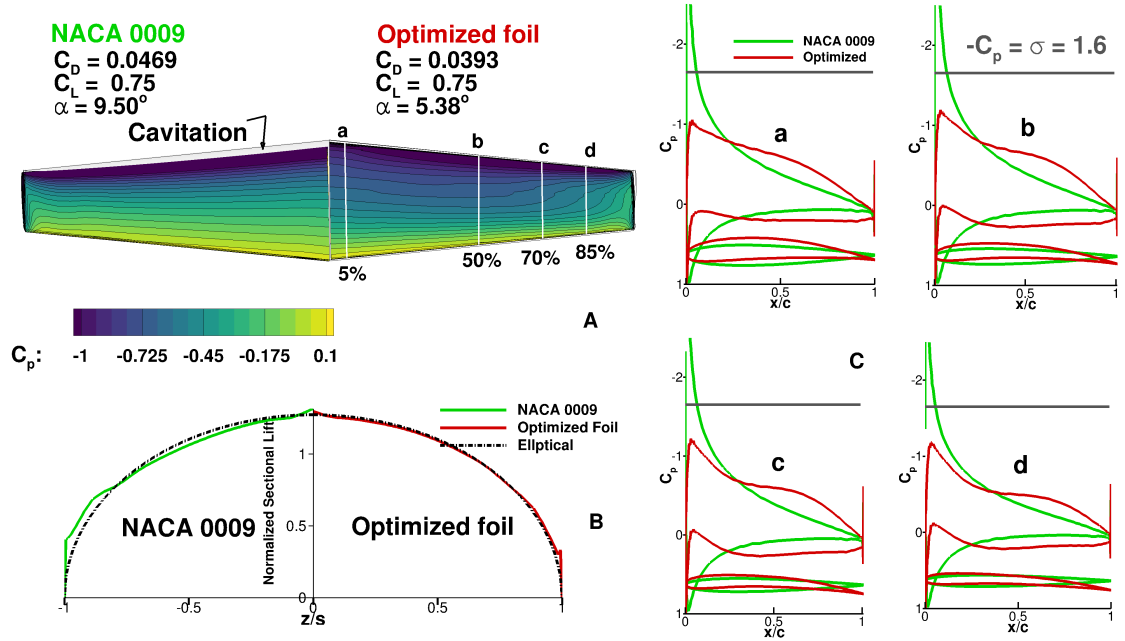 NACA 0009
C_D = 0.0469
C_L = 0.75
α = 9.50°
Optimized foil
C_D = 0.0393
C_L = 0.75
α = 5.38°
Cavitation
a
b
c
d
5%
50%
70%
85%
A
C_p:
-1
-0.725
-0.45
-0.175
0.1
NACA 0009
Optimized Foil
Ellptical
Normalized Sectional Lift
1
0.5
0
NACA 0009
Optimized foil
B
-1
-0.5
0
0.5
1
z/s
NACA 0009
Optimized
-2
-1
0
1
C_p
a
0
0.5
1
x/c
-C_p = σ = 1.6
-2
-1
0
1
C_p
b
0
0.5
1
x/c
C
-2
-1
0
1
C_p
c
0
0.5
1
x/c
-2
-1
0
1
C_p
d
0
0.5
1
x/c